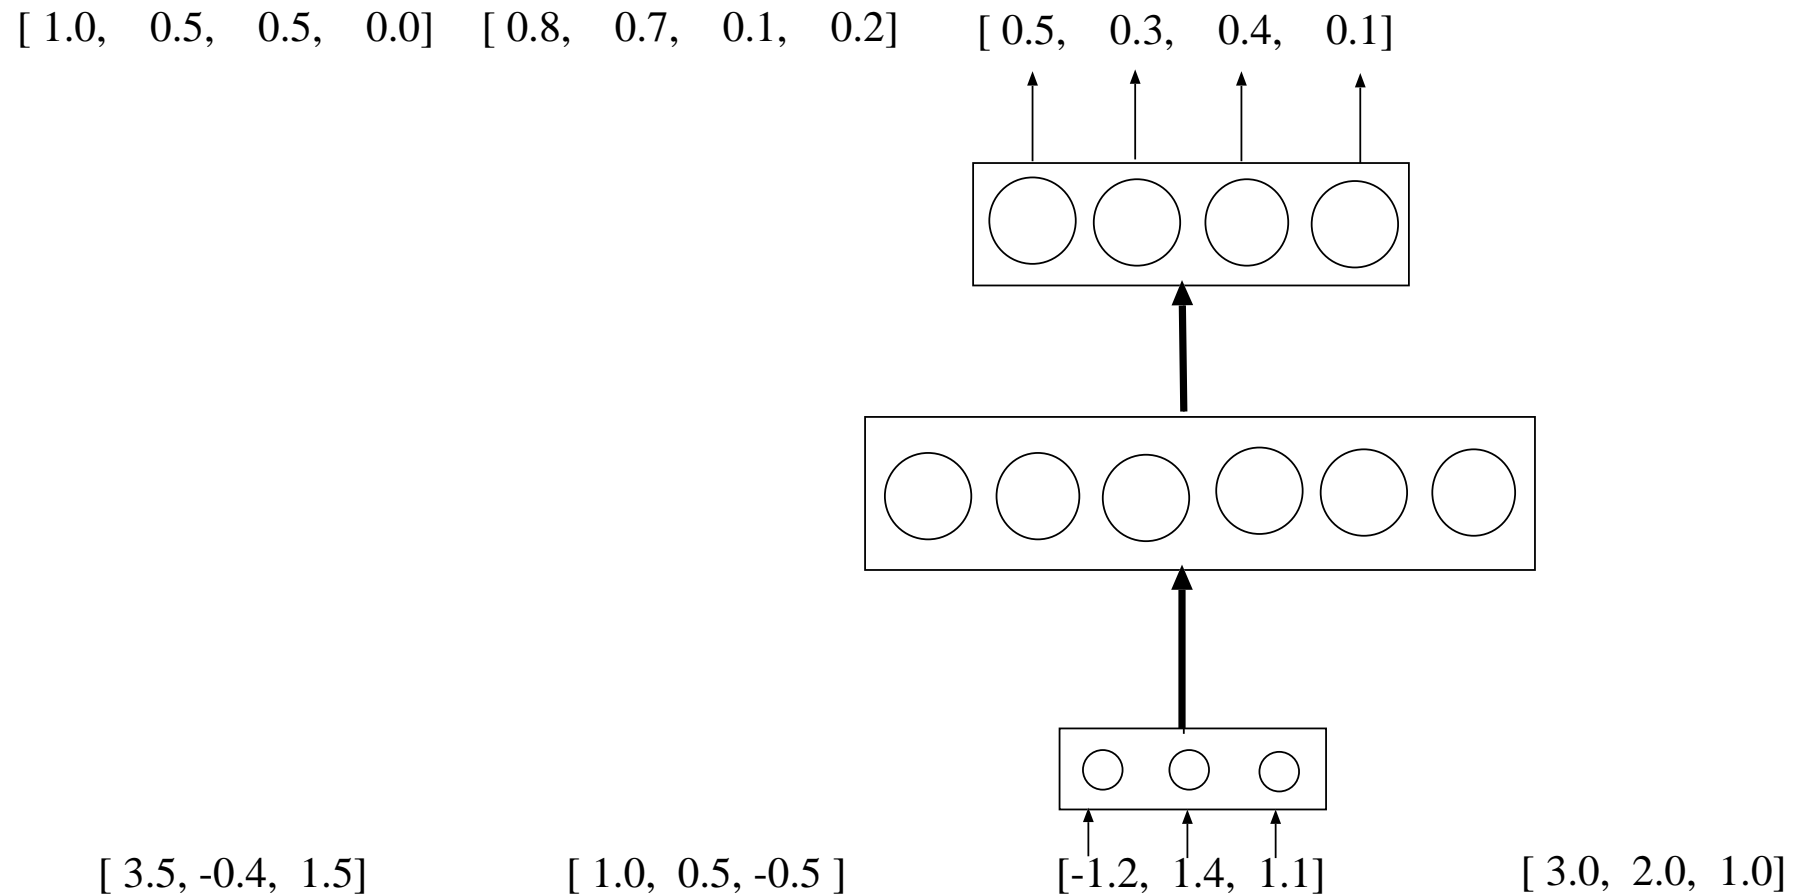 [ 1.0, 0.5, 0.5, 0.0] [ 0.8, 0.7, 0.1, 0.2] [ 0.5, 0.3, 0.4, 0.1]
[ 3.5, -0.4, 1.5] [ 1.0, 0.5, -0.5 ] [-1.2, 1.4, 1.1] [ 3.0, 2.0, 1.0]